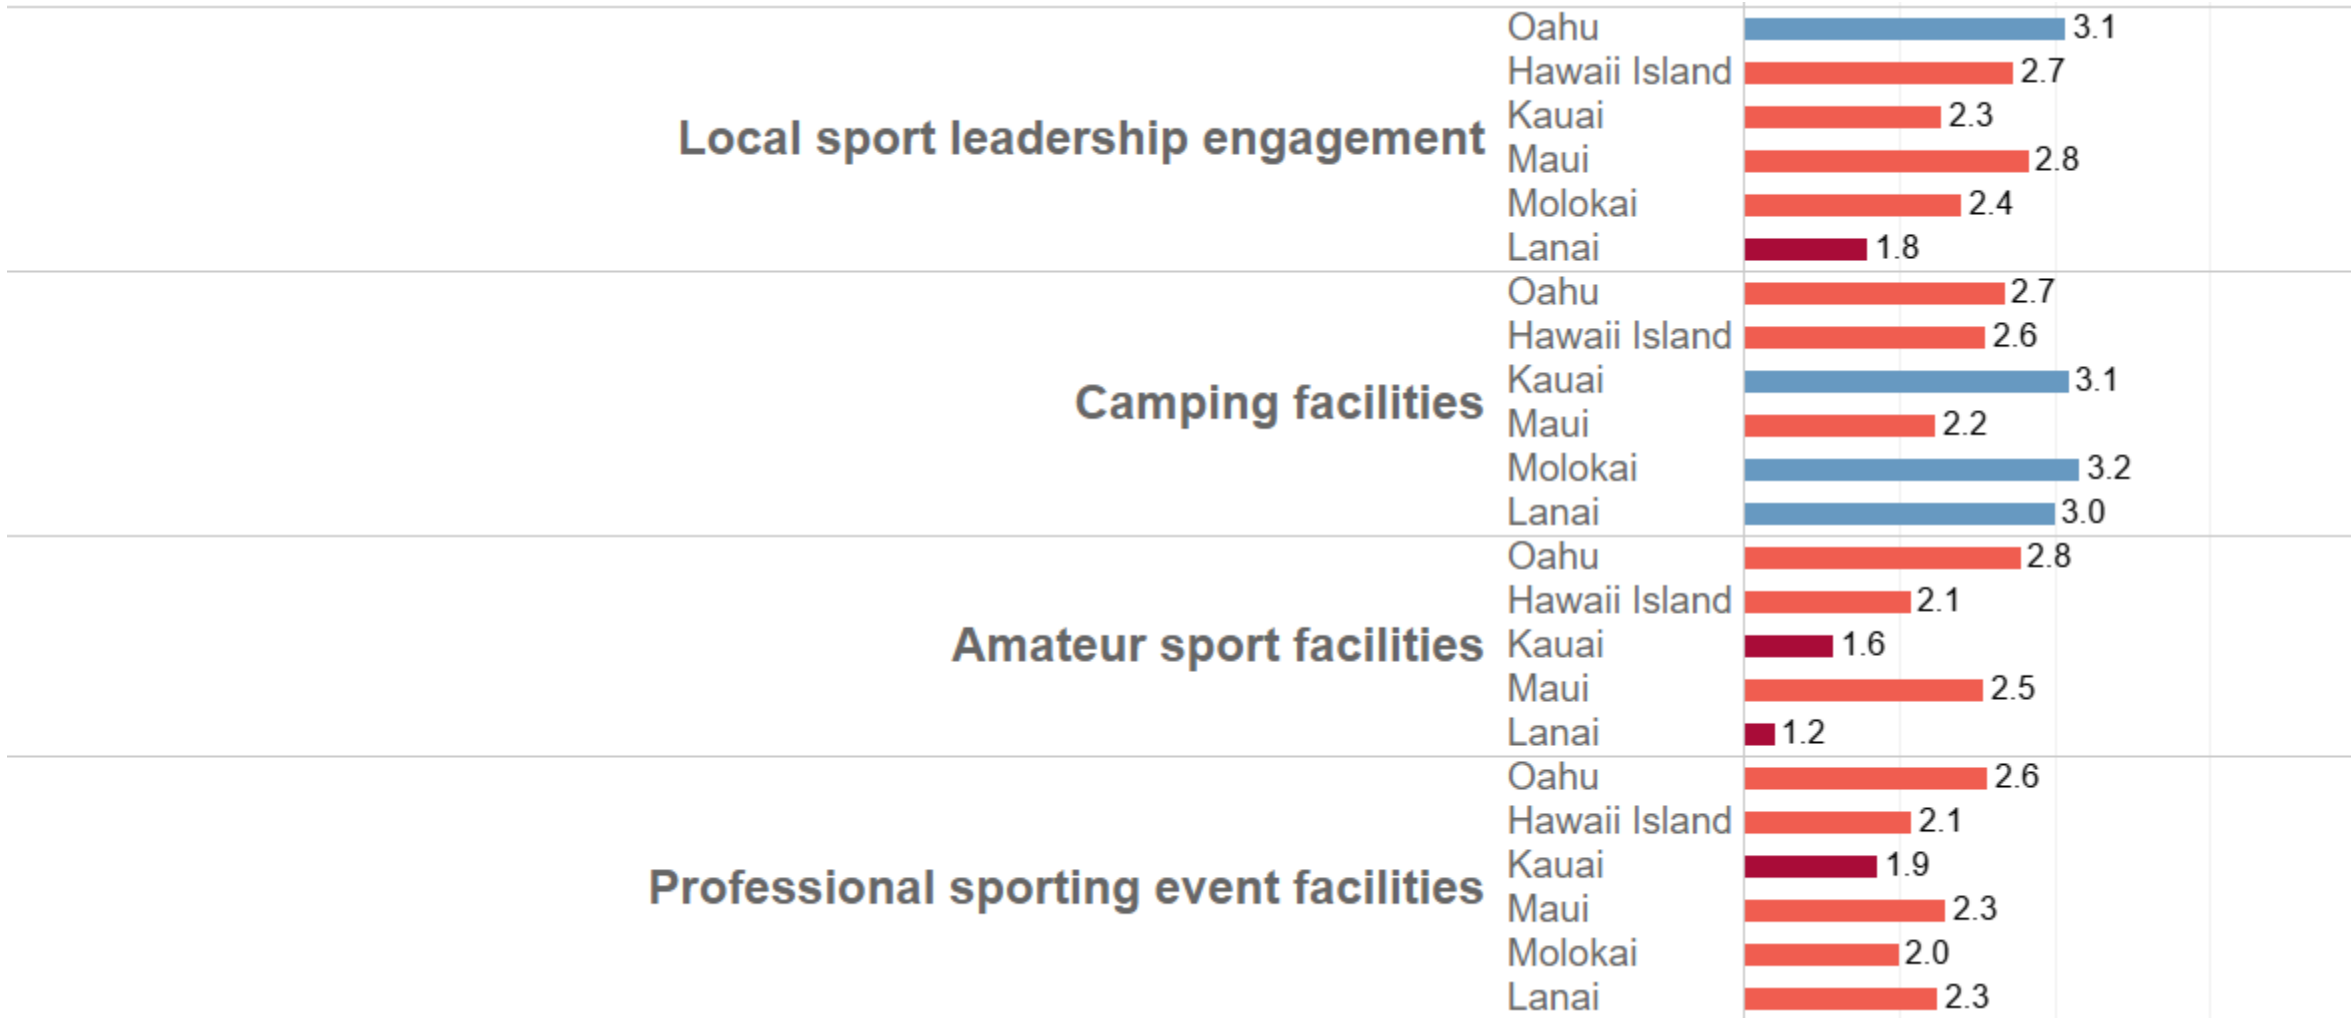 Local sport leadership engagement
Oahu 3.1
Hawaii Island 2.7
Kauai 2.3
Maui 2.8
Molokai 2.4
Lanai 1.8
Camping facilities
Oahu 2.7
Hawaii Island 2.6
Kauai 3.1
Maui 2.2
Molokai 3.2
Lanai 3.0
Amateur sport facilities
Oahu 2.8
Hawaii Island 2.1
Kauai 1.6
Maui 2.5
Lanai 1.2
Professional sporting event facilities
Oahu 2.6
Hawaii Island 2.1
Kauai 1.9
Maui 2.3
Molokai 2.0
Lanai 2.3